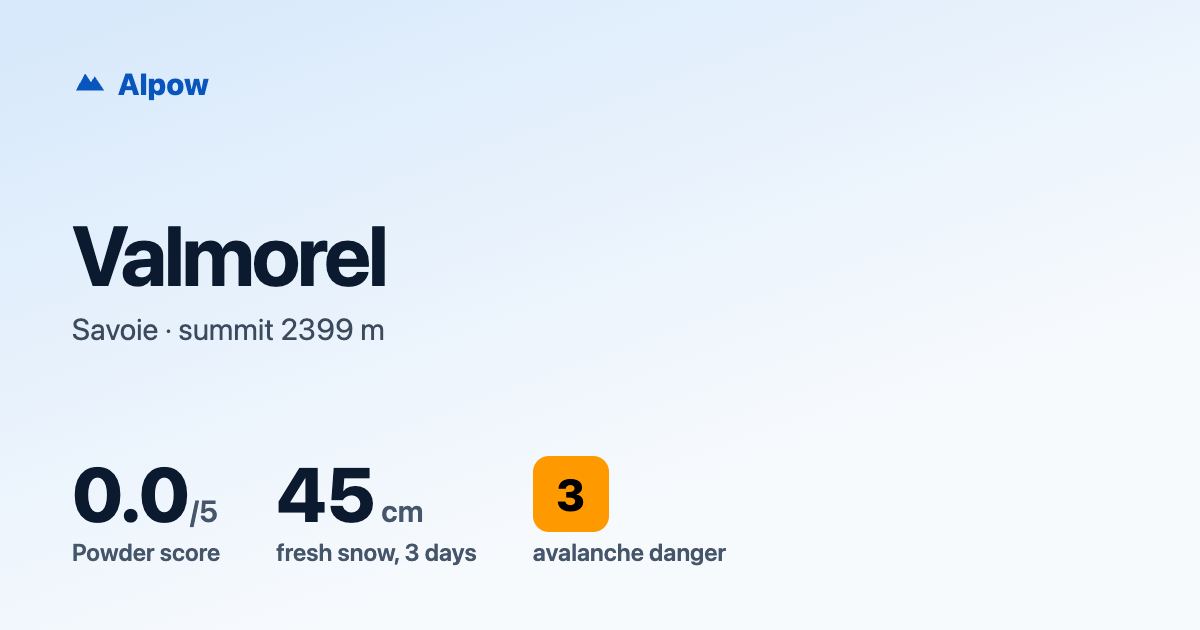 Alpow
Valmorel
Savoie · summit 2399 m
0.0/5
Powder score
45 cm
fresh snow, 3 days
3
avalanche danger